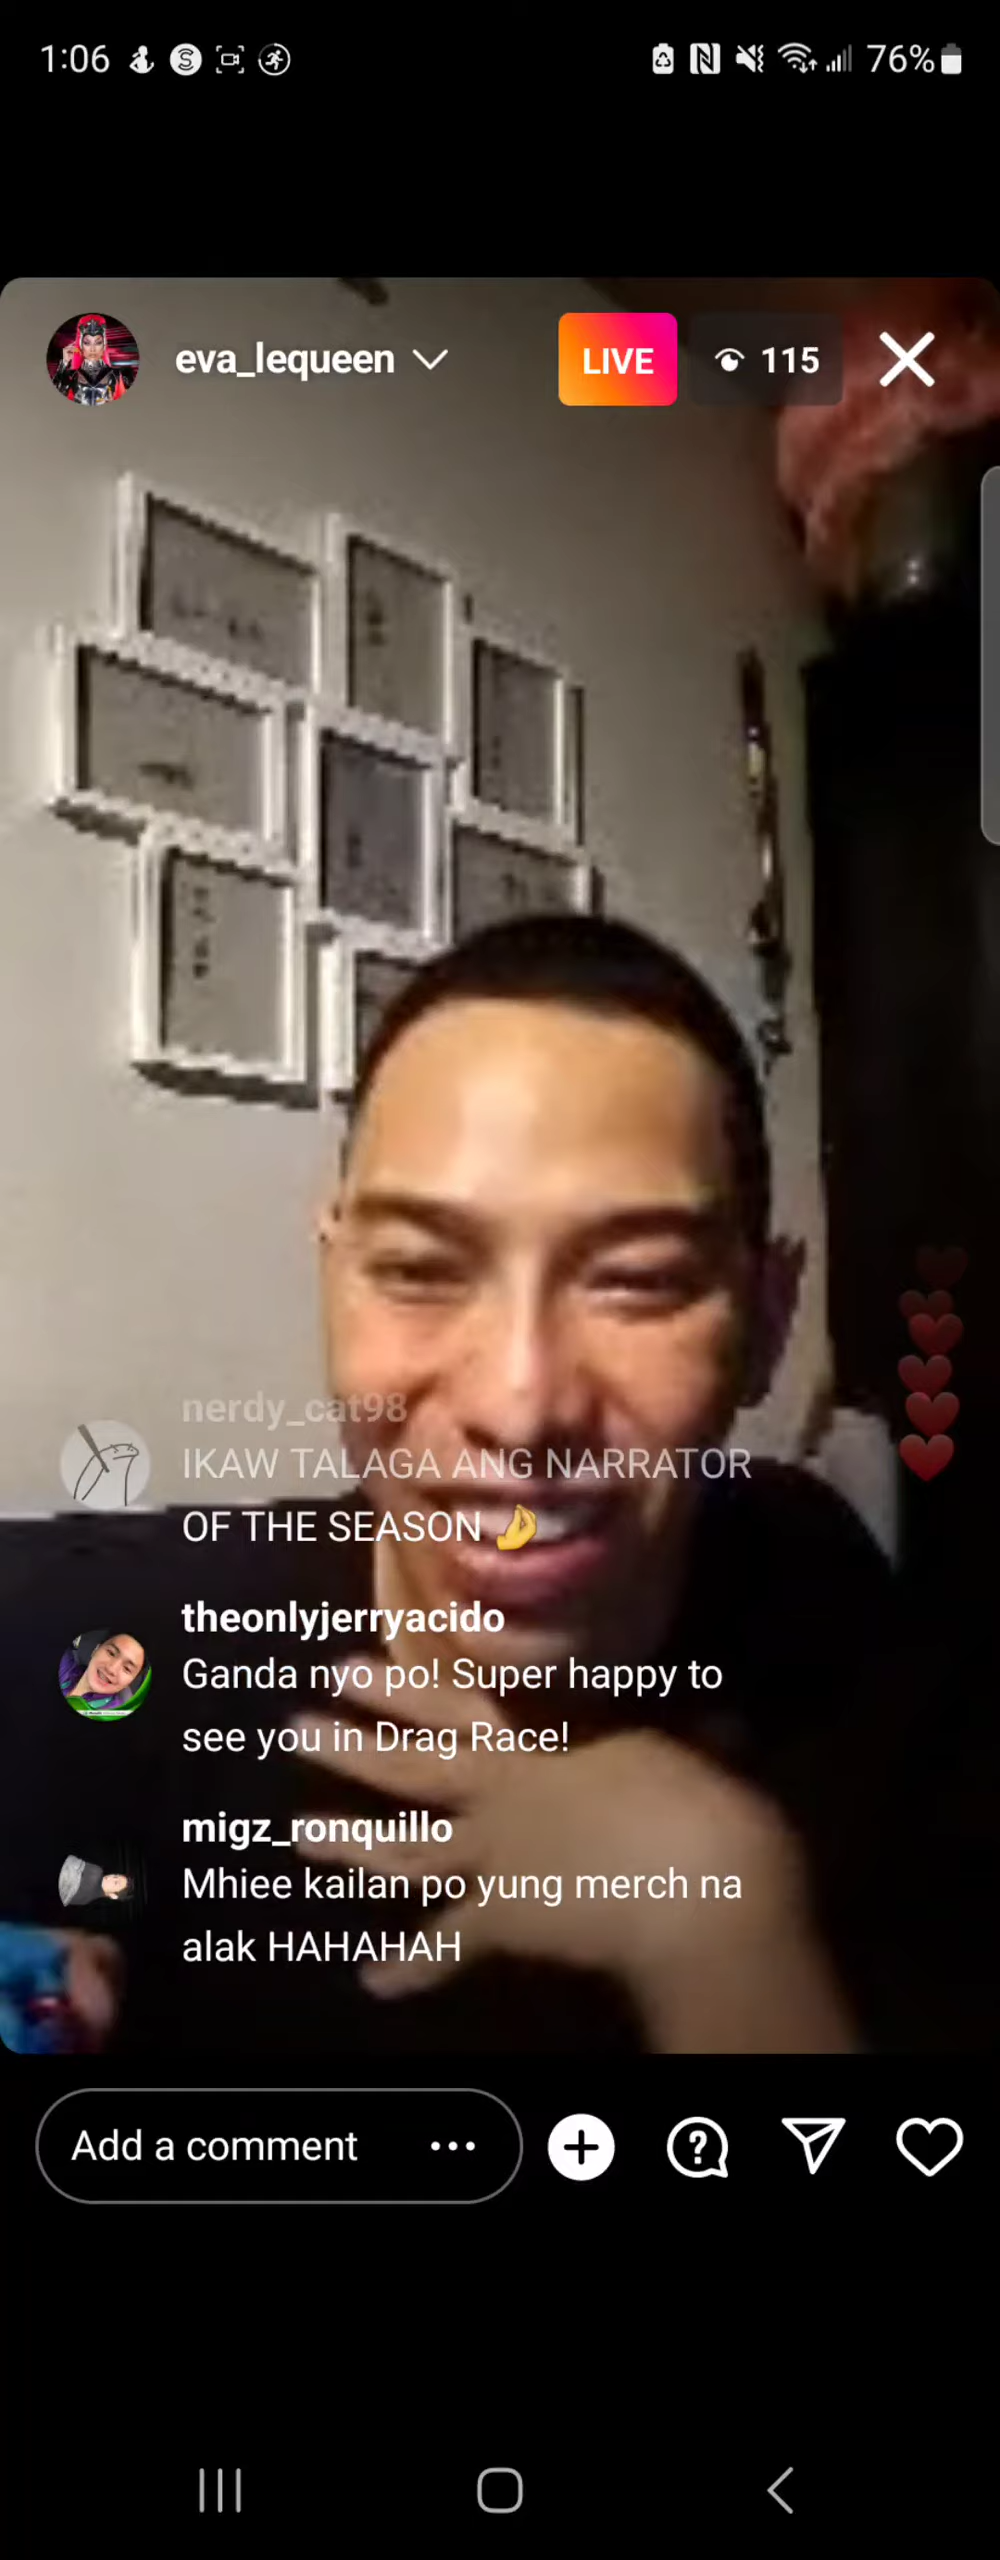 1:06
76%
eva_lequeen
LIVE
115
nerdy_cat98
IKAW TALAGA ANG NARRATOR
OF THE SEASON 🤌
theonlyjerryacido
Ganda nyo po! Super happy to
see you in Drag Race!
migz_ronquillo
Mhiee kailan po yung merch na
alak HAHAHAH
Add a comment